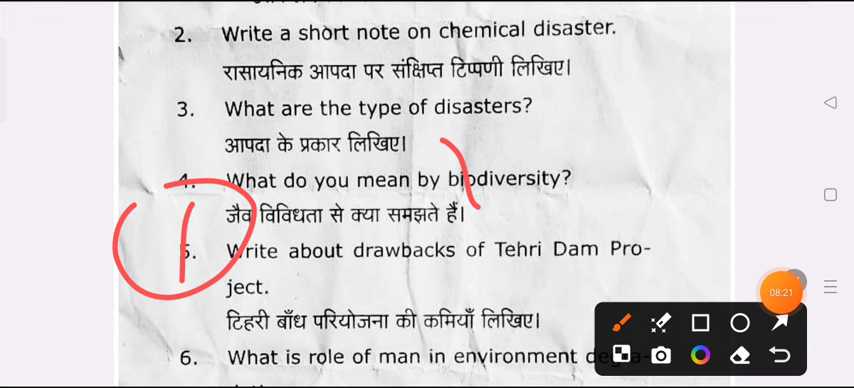 2. Write a short note on chemical disaster.
रासायनिक आपदा पर संक्षिप्त टिप्पणी लिखिए।
3. What are the type of disasters?
आपदा के प्रकार लिखिए।
4. What do you mean by biodiversity?
जैव विविधता से क्या समझते हैं।
5. Write about drawbacks of Tehri Dam Pro-
ject.
टिहरी बाँध परियोजना की कमियाँ लिखिए।
6. What is role of man in environment
08:21